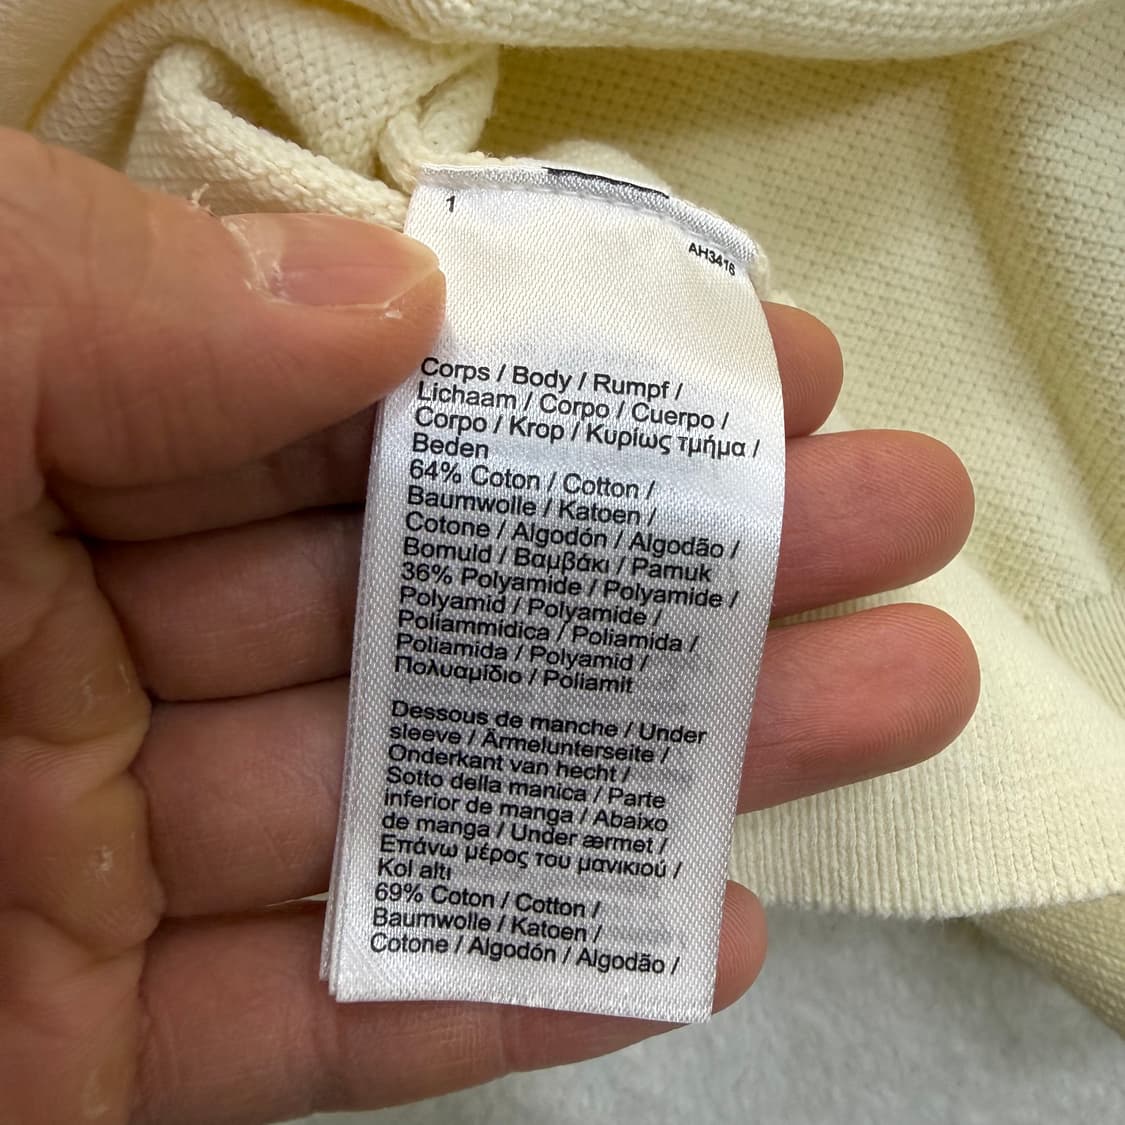 1
AH3416
Corps / Body / Rumpf /
Lichaam / Corpo / Cuerpo /
Corpo / Krop / Κυρίως τμήμα /
Beden
64% Coton / Cotton /
Baumwolle / Katoen /
Cotone / Algodón / Algodão /
Bomuld / Βαμβάκι / Pamuk
36% Polyamide / Polyamide /
Polyamid / Polyamide /
Poliammidica / Poliamida /
Poliamida / Polyamid /
Πολυαμίδιο / Poliamit
Dessous de manche / Under
sleeve / Ärmelunterseite /
Onderkant van hecht /
Sotto della manica / Parte
inferior de manga / Abaixo
de manga / Under ærmet /
Επάνω μέρος του μανικιού /
Kol alti
69% Coton / Cotton /
Baumwolle / Katoen /
Cotone / Algodón / Algodão /